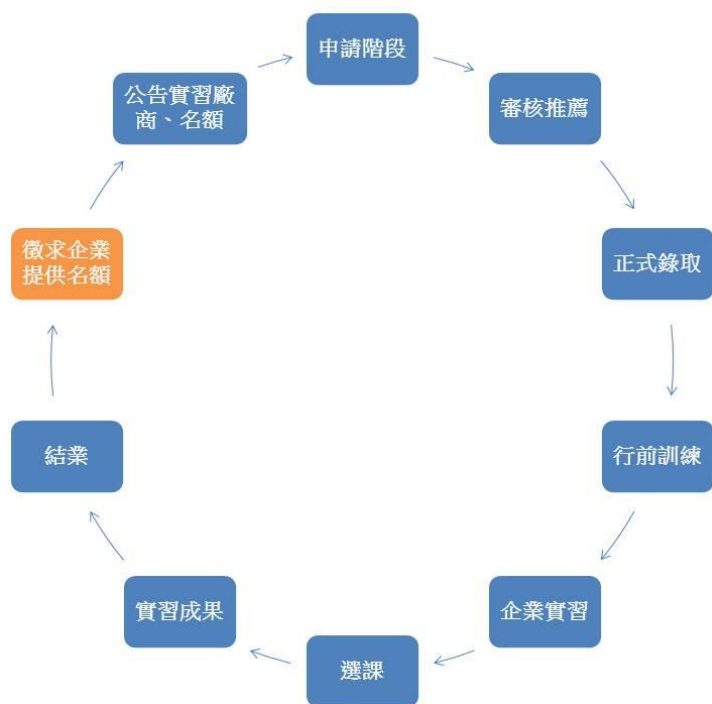 申請階段
審核推薦
正式錄取
行前訓練
企業實習
選課
實習成果
結業
徵求企業
提供名額
公告實習廠
商、名額